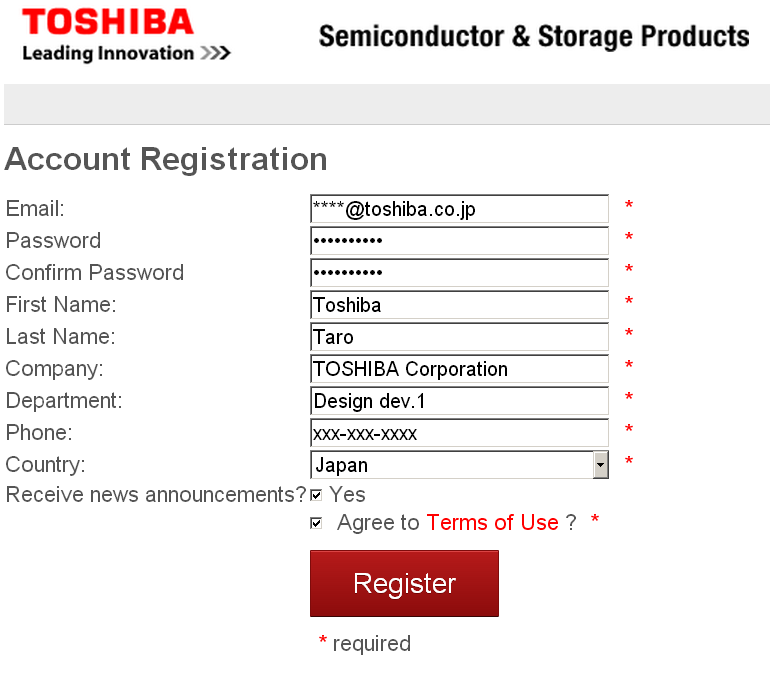 TOSHIBA
Leading Innovation >>>
Semiconductor & Storage Products
Account Registration
Email: ****@toshiba.co.jp *
Password •••••••••• *
Confirm Password •••••••••• *
First Name: Toshiba *
Last Name: Taro *
Company: TOSHIBA Corporation *
Department: Design dev.1 *
Phone: xxx-xxx-xxxx *
Country: Japan *
Receive news announcements? Yes
Agree to Terms of Use ? *
Register
* required